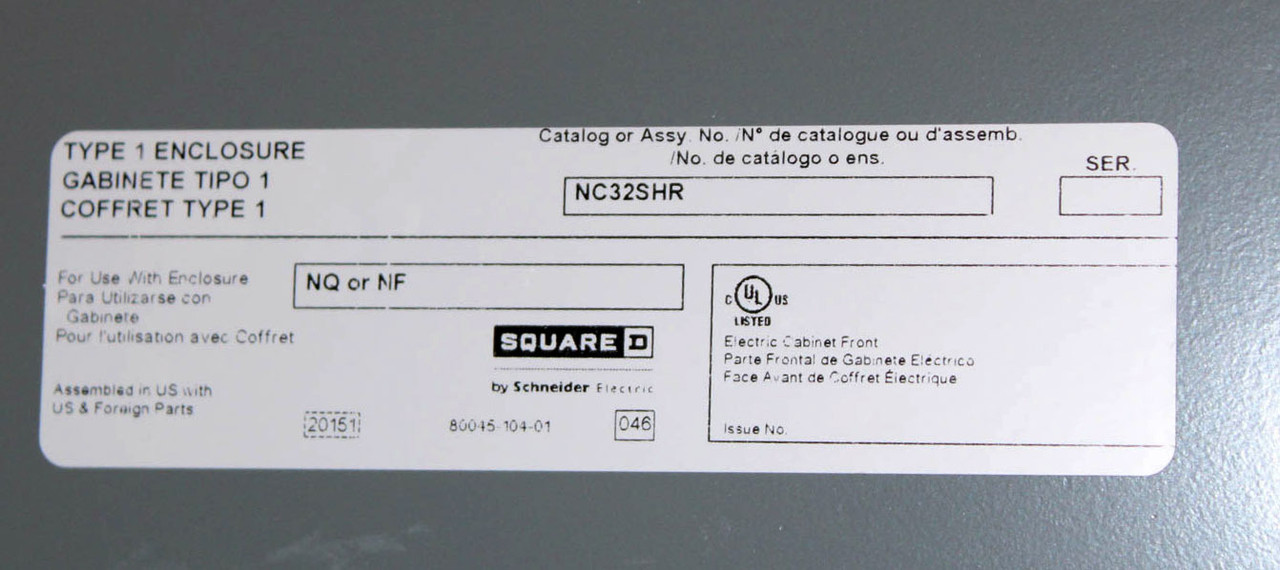 TYPE 1 ENCLOSURE
GABINETE TIPO 1
COFFRET TYPE 1
Catalog or Assy. No. /N° de catalogue ou d'assemb.
/No. de catálogo o ens.
NC32SHR
SER.
For Use With Enclosure
Para Utilizarse con
Gabinete
Pour l'utilisation avec Coffret
NQ or NF
SQUARE D
by Schneider Electric
Assembled in US with
US & Foreign Parts
20151
80045-104-01
046
C UL US
LISTED
Electric Cabinet Front
Parte Frontal de Gabinete Eléctrico
Face Avant de Coffret Électrique
Issue No.